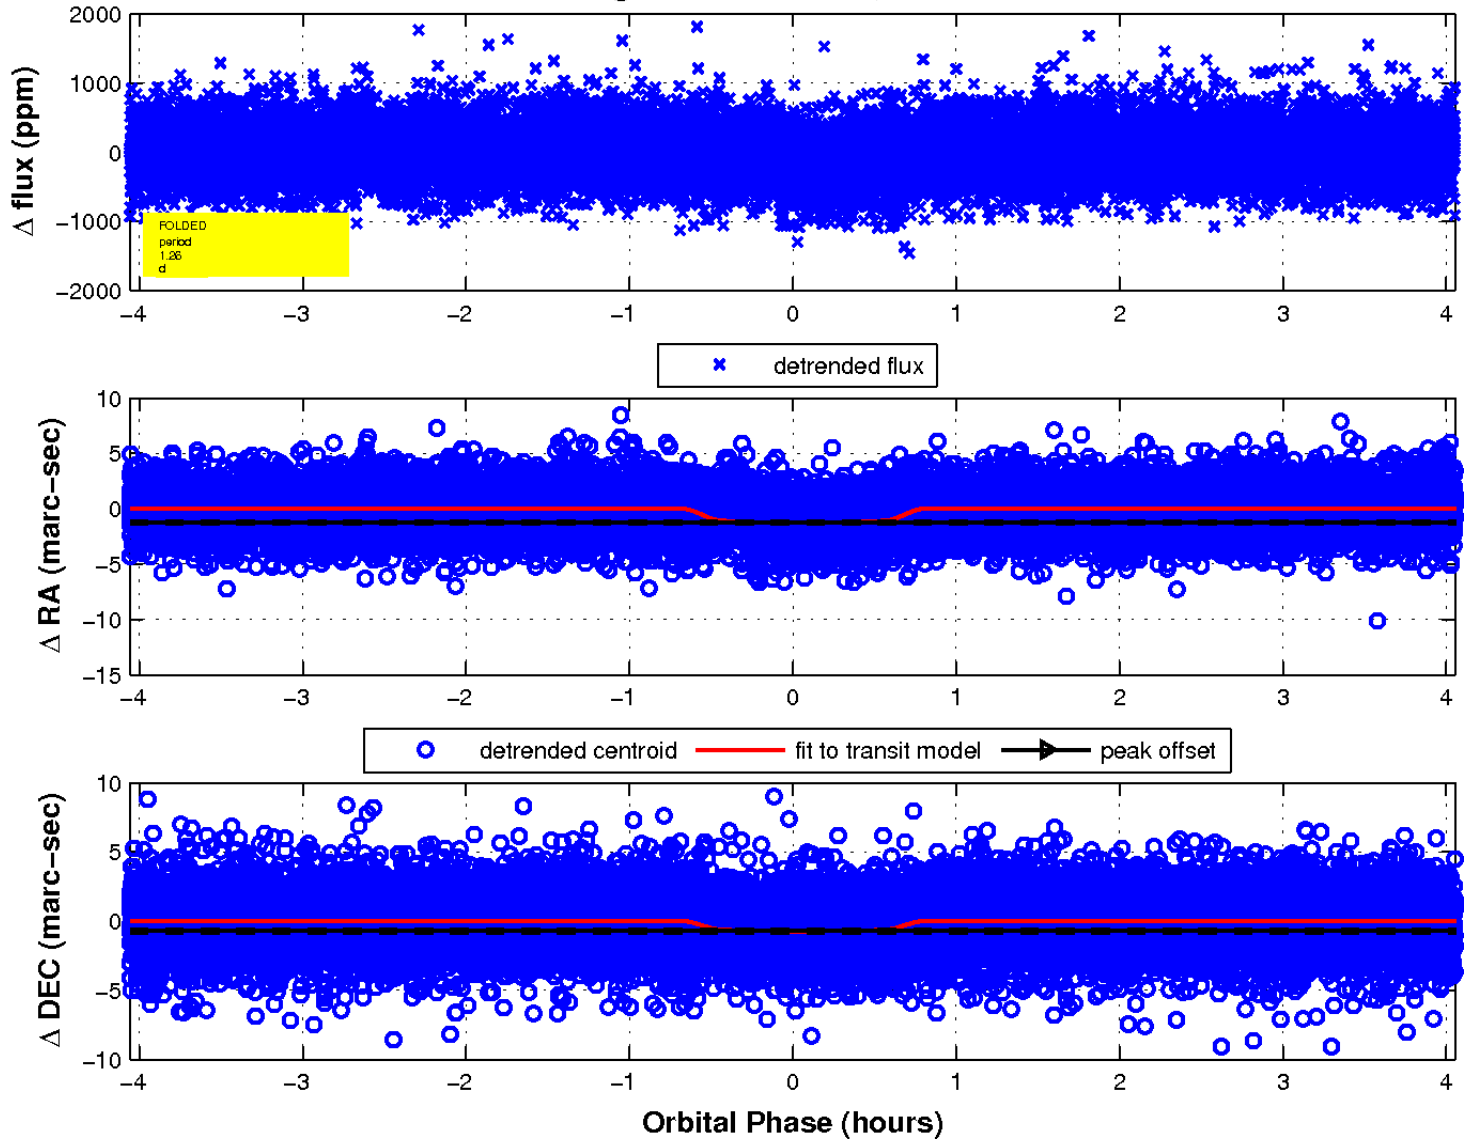 2000
1000
0
−1000
−2000
Δ flux (ppm)
FOLDED
period
1.26
d
−4 −3 −2 −1 0 1 2 3 4
detrended flux
10
5
0
−5
−10
−15
Δ RA (marc−sec)
−4 −3 −2 −1 0 1 2 3 4
detrended centroid fit to transit model peak offset
10
5
0
−5
−10
Δ DEC (marc−sec)
−4 −3 −2 −1 0 1 2 3 4
Orbital Phase (hours)